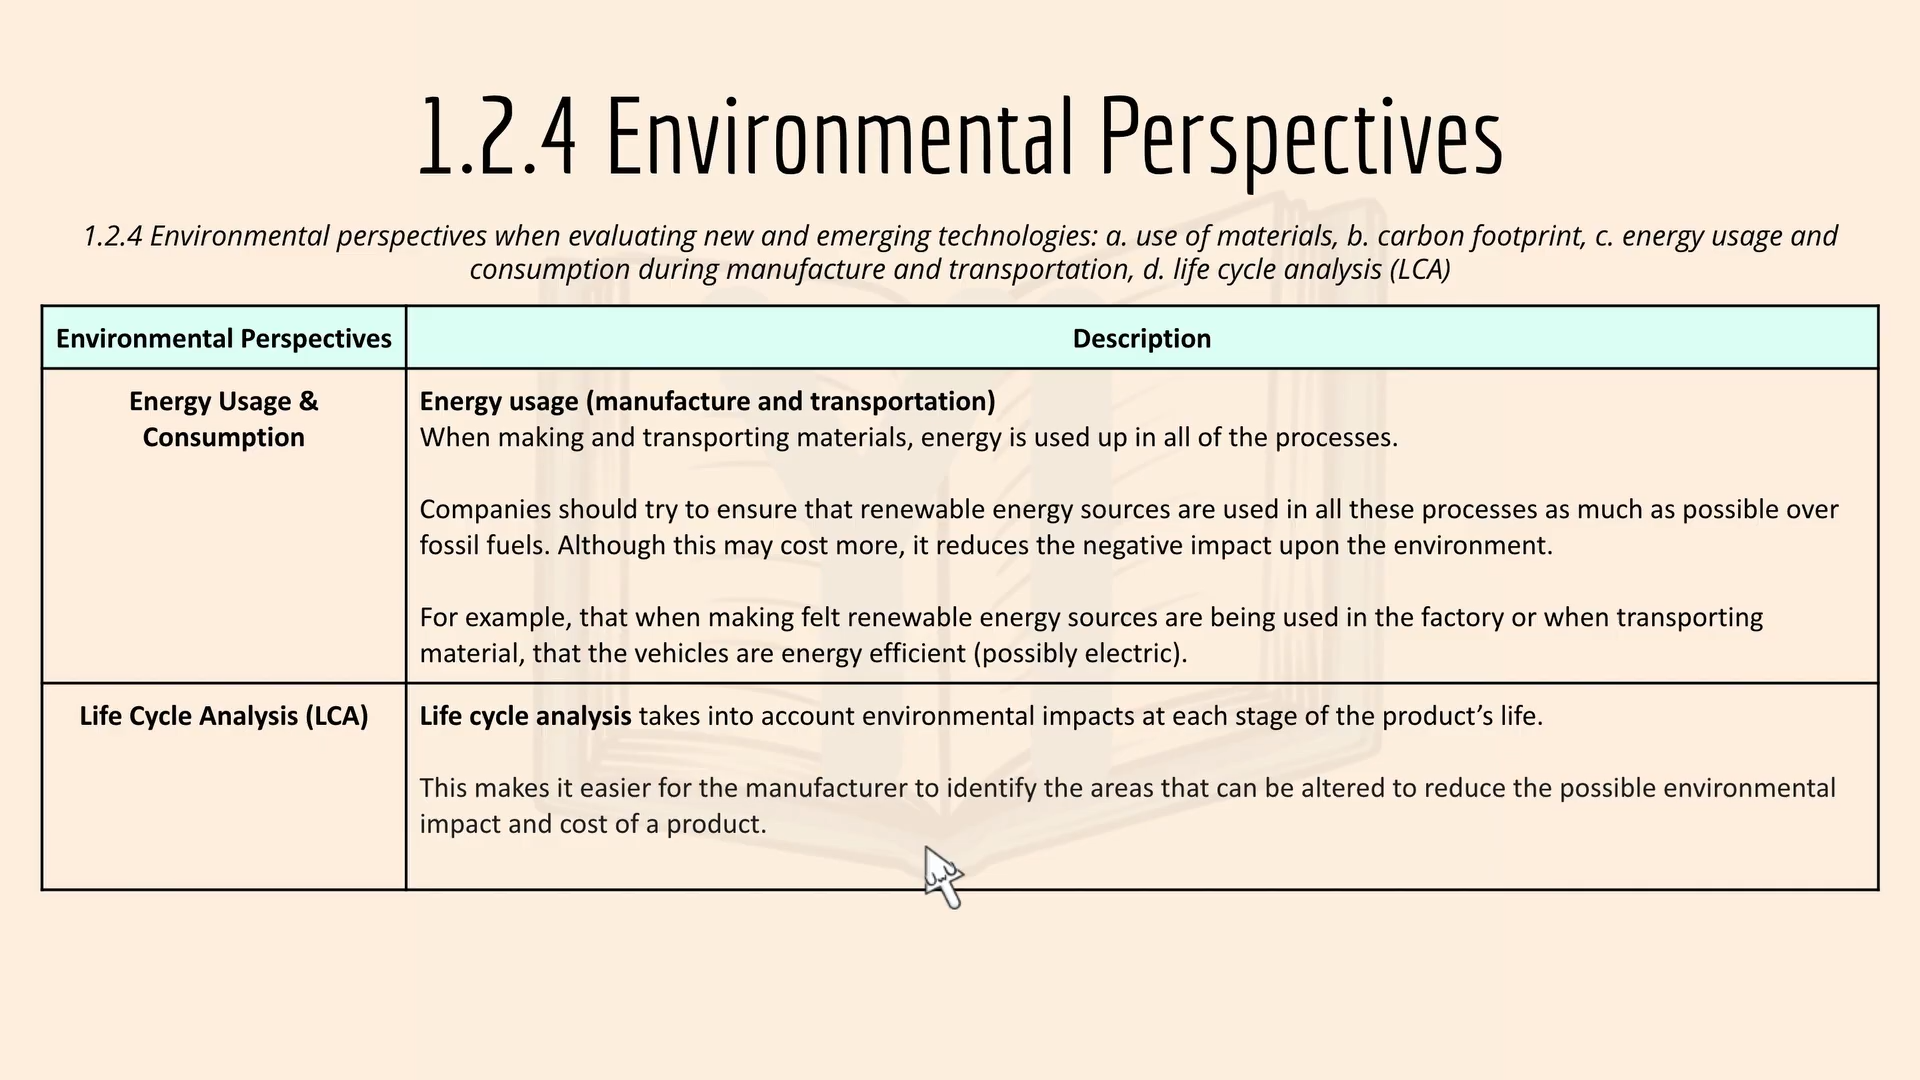 1.2.4 Environmental Perspectives
1.2.4 Environmental perspectives when evaluating new and emerging technologies: a. use of materials, b. carbon footprint, c. energy usage and
consumption during manufacture and transportation, d. life cycle analysis (LCA)
Environmental Perspectives
Description
Energy Usage &
Consumption
Energy usage (manufacture and transportation)
When making and transporting materials, energy is used up in all of the processes.
Companies should try to ensure that renewable energy sources are used in all these processes as much as possible over
fossil fuels. Although this may cost more, it reduces the negative impact upon the environment.
For example, that when making felt renewable energy sources are being used in the factory or when transporting
material, that the vehicles are energy efficient (possibly electric).
Life Cycle Analysis (LCA)
Life cycle analysis takes into account environmental impacts at each stage of the product’s life.
This makes it easier for the manufacturer to identify the areas that can be altered to reduce the possible environmental
impact and cost of a product.